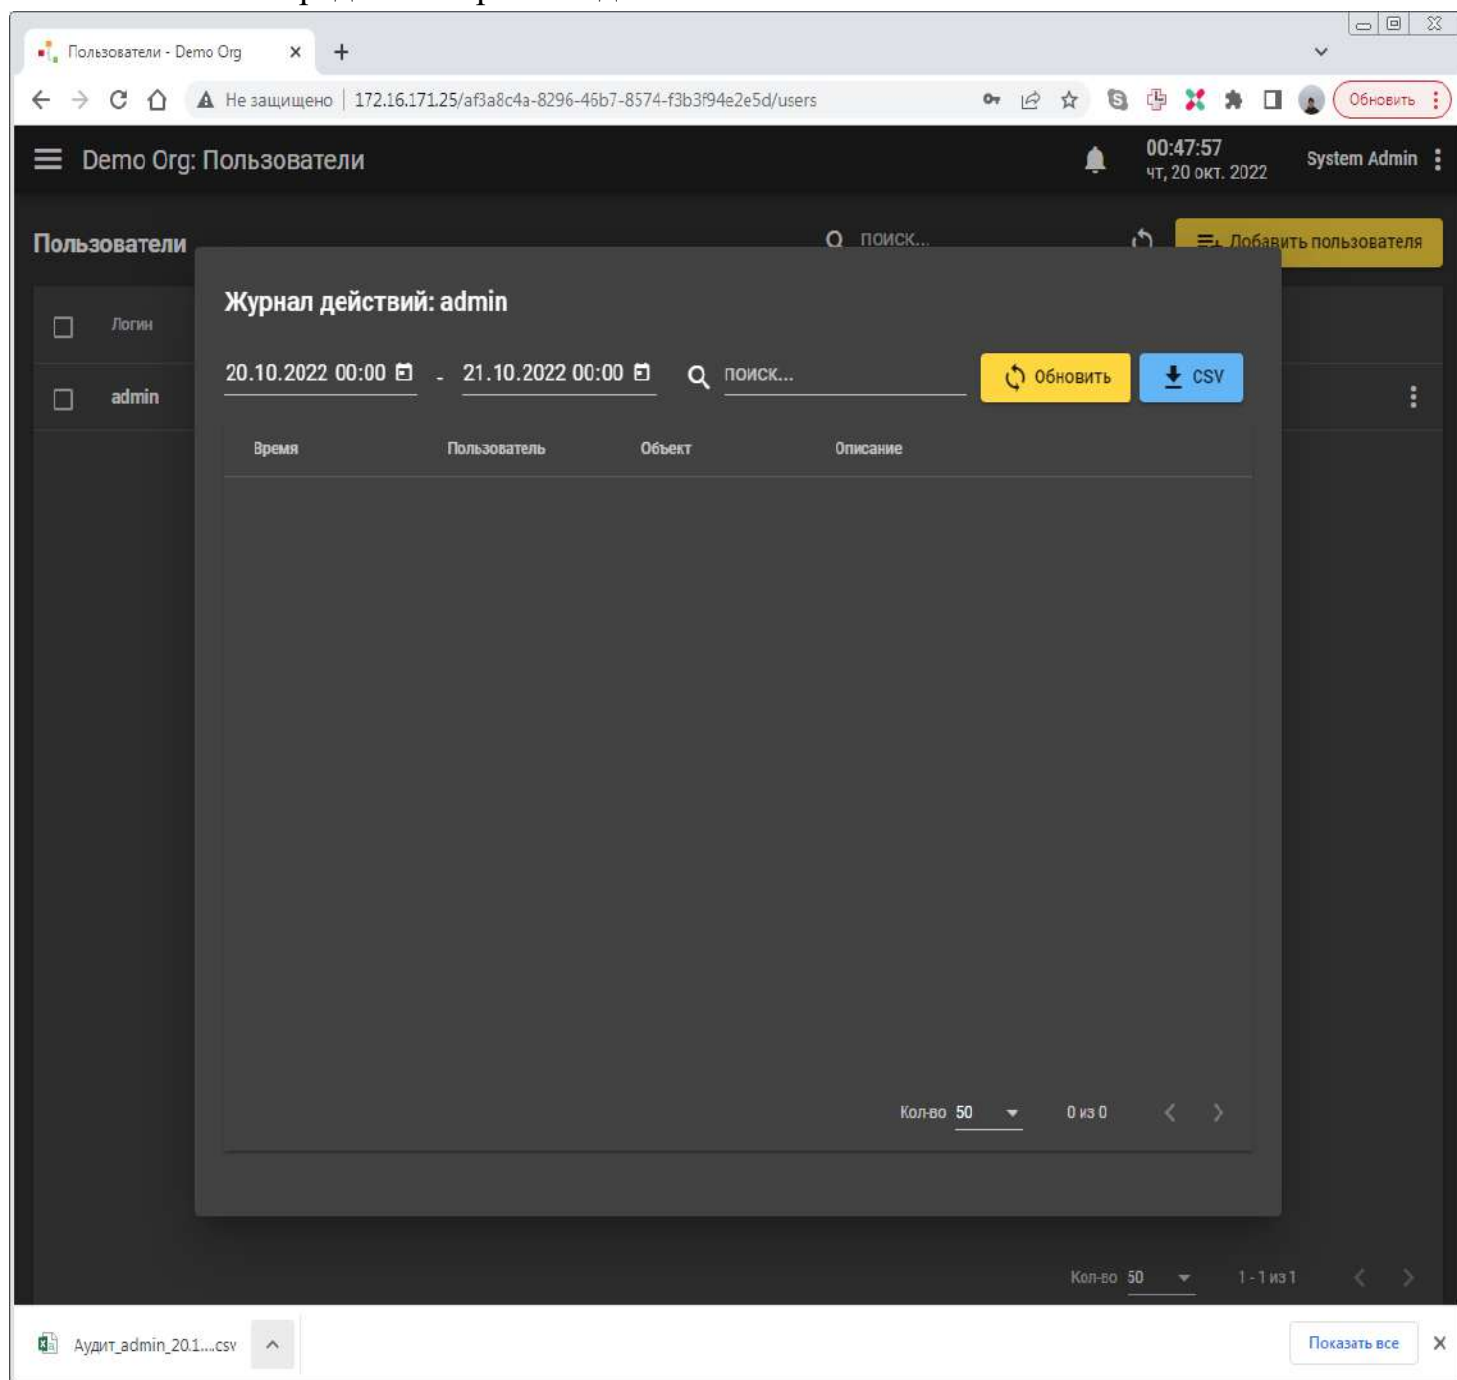 Пользователи - Demo Org
Не защищено | 172.16.171.25/af3a8c4a-8296-46b7-8574-f3b3f94e2e5d/users
Обновить
Demo Org: Пользователи
00:47:57
чт, 20 окт. 2022
System Admin
Пользователи
поиск...
Добавить пользователя
Логин
admin
Журнал действий: admin
20.10.2022 00:00 - 21.10.2022 00:00
поиск...
Обновить
CSV
Время Пользователь Объект Описание
Кол-во 50 0 из 0
Кол-во 50 1 - 1 из 1
Аудит_admin_20.1....csv
Показать все